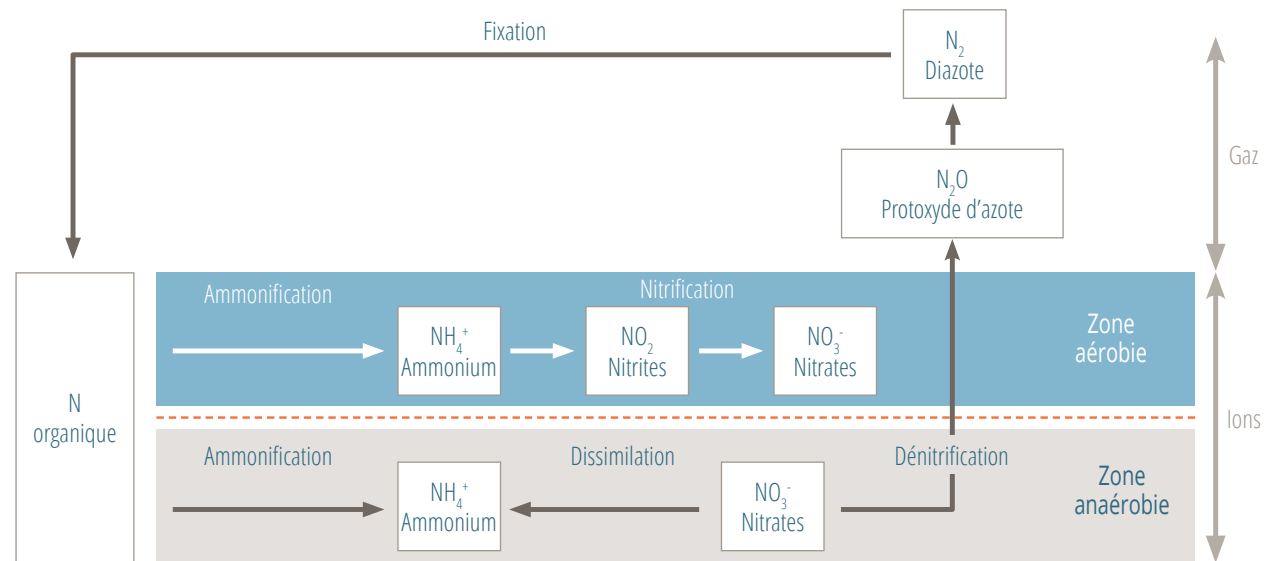 Fixation
N₂
Diazote
N₂O
Protoxyde d’azote
Gaz
Ammonification
Nitrification
NH₄⁺
Ammonium
NO₂
Nitrites
NO₃⁻
Nitrates
Zone
aérobie
N
organique
Ions
Ammonification
Dissimilation
Dénitrification
NH₄⁺
Ammonium
NO₃⁻
Nitrates
Zone
anaérobie